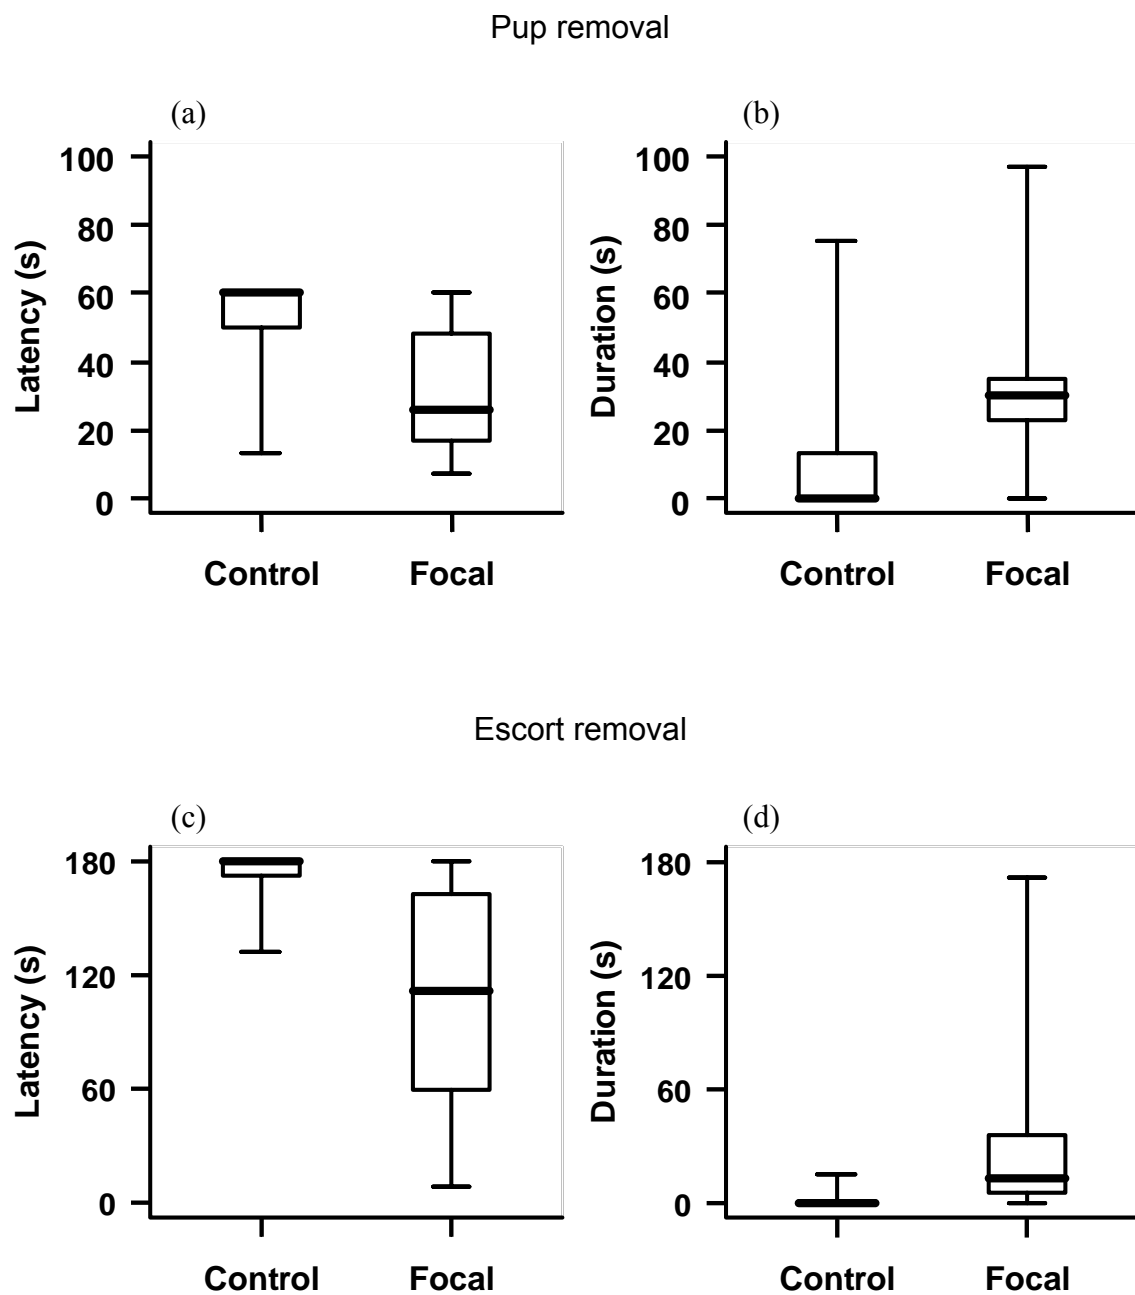 Pup removal
(a)
(b)
100
80
60
40
20
0
Latency (s)
Control
Focal
100
80
60
40
20
0
Duration (s)
Control
Focal
Escort removal
(c)
(d)
180
120
60
0
Latency (s)
Control
Focal
180
120
60
0
Duration (s)
Control
Focal